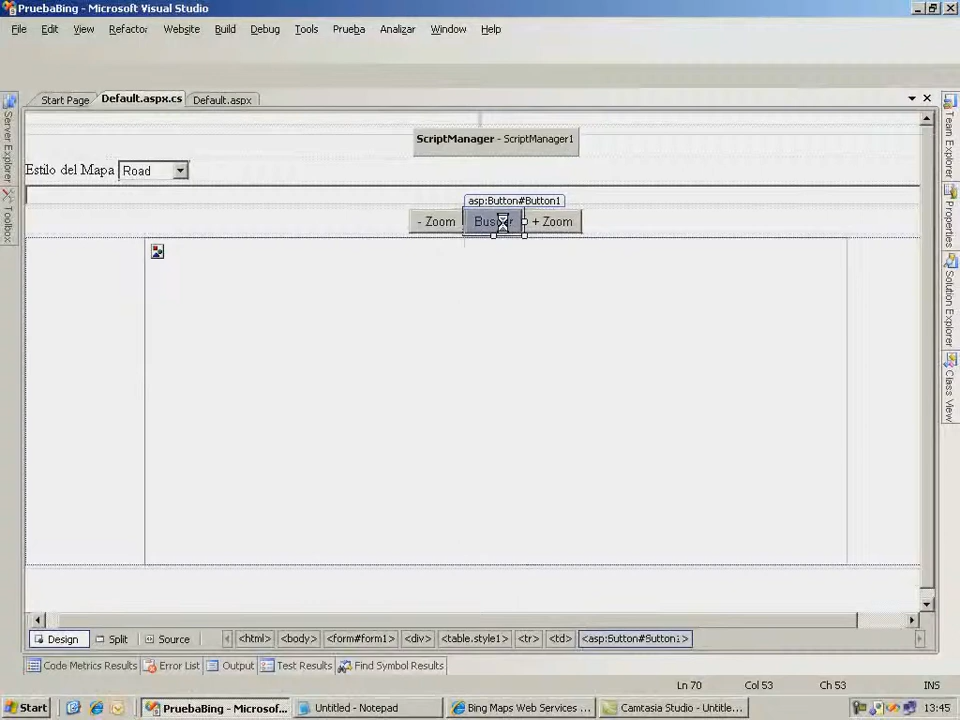 PruebaBing - Microsoft Visual Studio
File Edit View Refactor Website Build Debug Tools Prueba Analizar Window Help
Start Page Default.aspx.cs Default.aspx
Server Explorer
Toolbox
ScriptManager - ScriptManager1
Estilo del Mapa Road
asp:Button#Button1
- Zoom Buscar + Zoom
Team Explorer
Properties
Solution Explorer
Class View
Design Split Source <html> <body> <form#form1> <div> <table.style1> <tr> <td> <asp:Button#Button1>
Code Metrics Results Error List Output Test Results Find Symbol Results
Ln 70 Col 53 Ch 53 INS
Start PruebaBing - Microsof... Untitled - Notepad Bing Maps Web Services ... Camtasia Studio - Untitle... 13:45